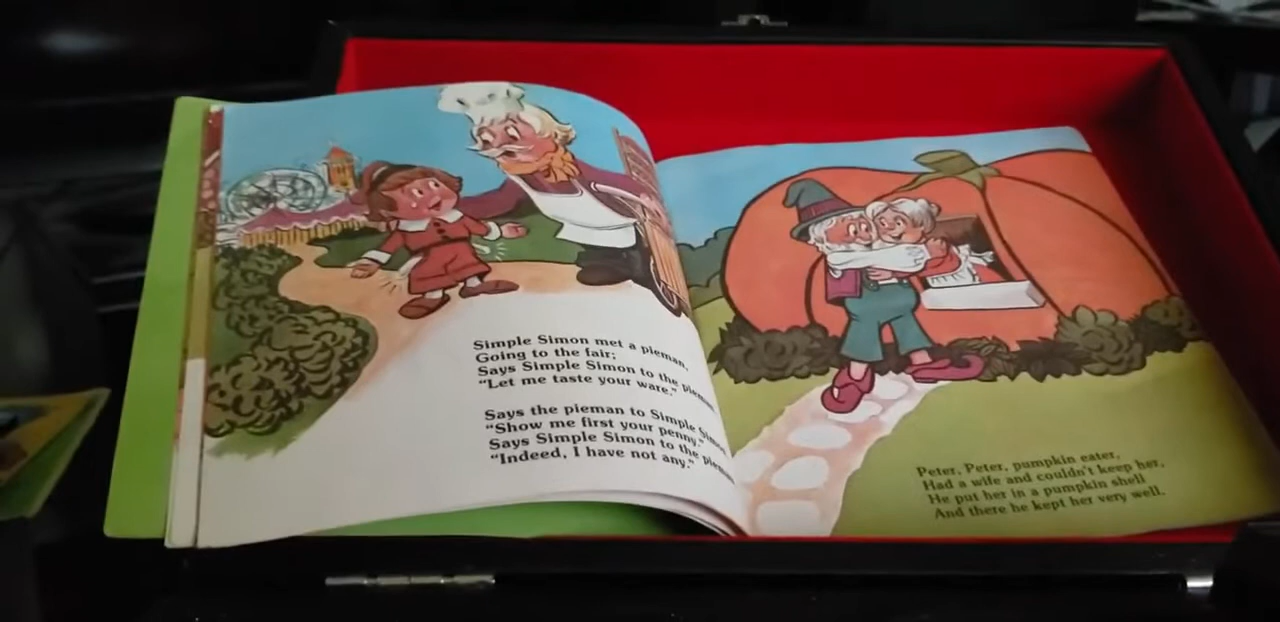 Simple Simon met a pieman,
Going to the fair;
Says Simple Simon to the pieman,
"Let me taste your ware."
Says the pieman to Simple Simon,
"Show me first your penny."
Says Simple Simon to the pieman,
"Indeed, I have not any."
Peter, Peter, pumpkin eater,
Had a wife and couldn't keep her,
He put her in a pumpkin shell
And there he kept her very well.